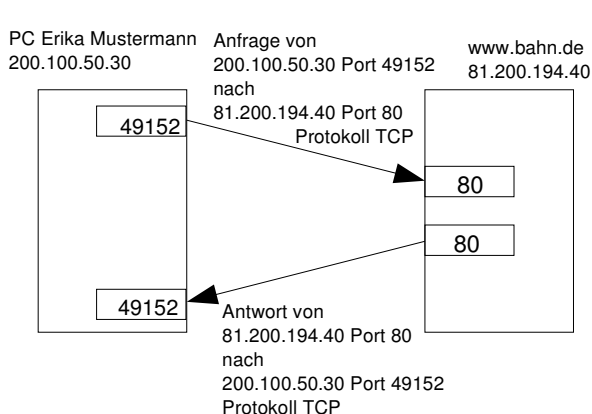 PC Erika Mustermann
200.100.50.30
Anfrage von
200.100.50.30 Port 49152
nach
81.200.194.40 Port 80
Protokoll TCP
www.bahn.de
81.200.194.40
49152
80
80
49152
Antwort von
81.200.194.40 Port 80
nach
200.100.50.30 Port 49152
Protokoll TCP